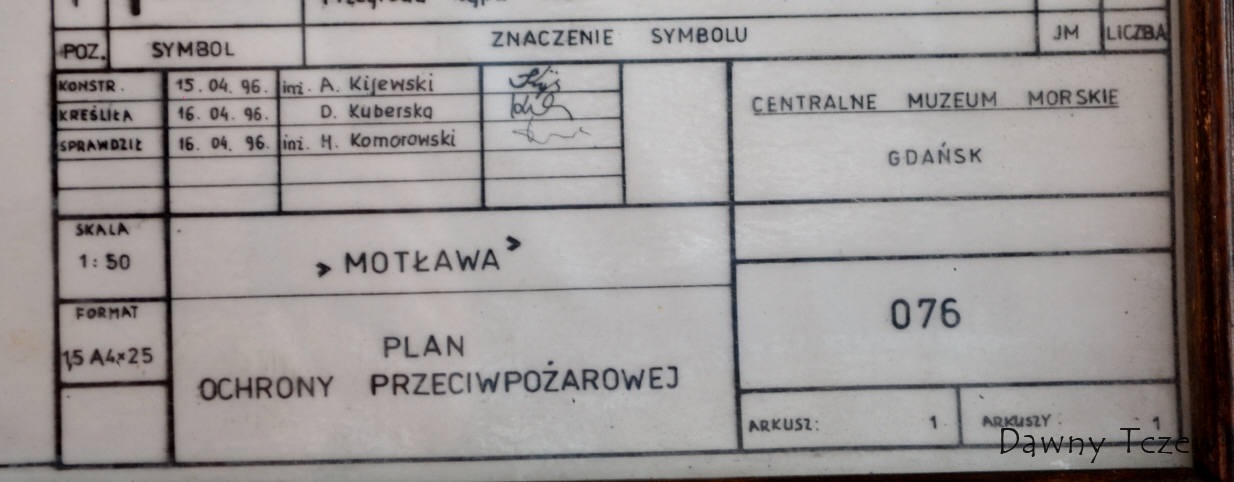 POZ. SYMBOL ZNACZENIE SYMBOLU JM LICZBA
KONSTR. 15.04.96. inż. A. Kijewski
KREŚLIŁA 16.04.96. D. Kuberska
SPRAWDZIŁ 16.04.96. inż. H. Komorowski
CENTRALNE MUZEUM MORSKIE
GDAŃSK
SKALA
1:50
„MOTŁAWA”
FORMAT
1,5 A4×25
PLAN
OCHRONY PRZECIWPOŻAROWEJ
076
ARKUSZ: 1 ARKUSZY: 1
Dawny